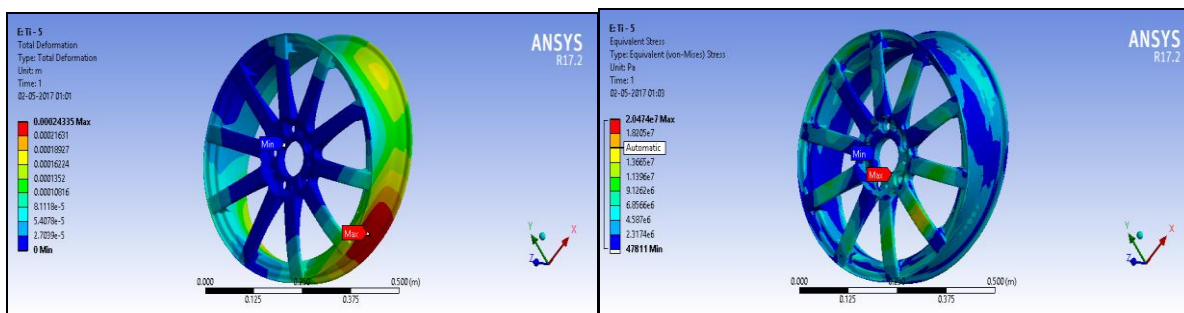 E: Ti - 5
Total Deformation
Type: Total Deformation
Unit: m
Time: 1
02-05-2017 01:01
0.00024335 Max
0.00021631
0.00018927
0.00016224
0.0001352
0.00010816
8.1118e-5
5.4078e-5
2.7039e-5
0 Min
ANSYS
R17.2
Min
Max
Y
X
Z
0.000
0.250
0.500 (m)
0.125
0.375
E: Ti - 5
Equivalent Stress
Type: Equivalent (von-Mises) Stress
Unit: Pa
Time: 1
02-05-2017 01:03
2.0474e7 Max
1.8205e7
Automatic
1.3665e7
1.1396e7
9.1262e6
6.8566e6
4.587e6
2.3174e6
47811 Min
ANSYS
R17.2
Min
Max
Y
X
Z
0.000
0.250
0.500 (m)
0.125
0.375